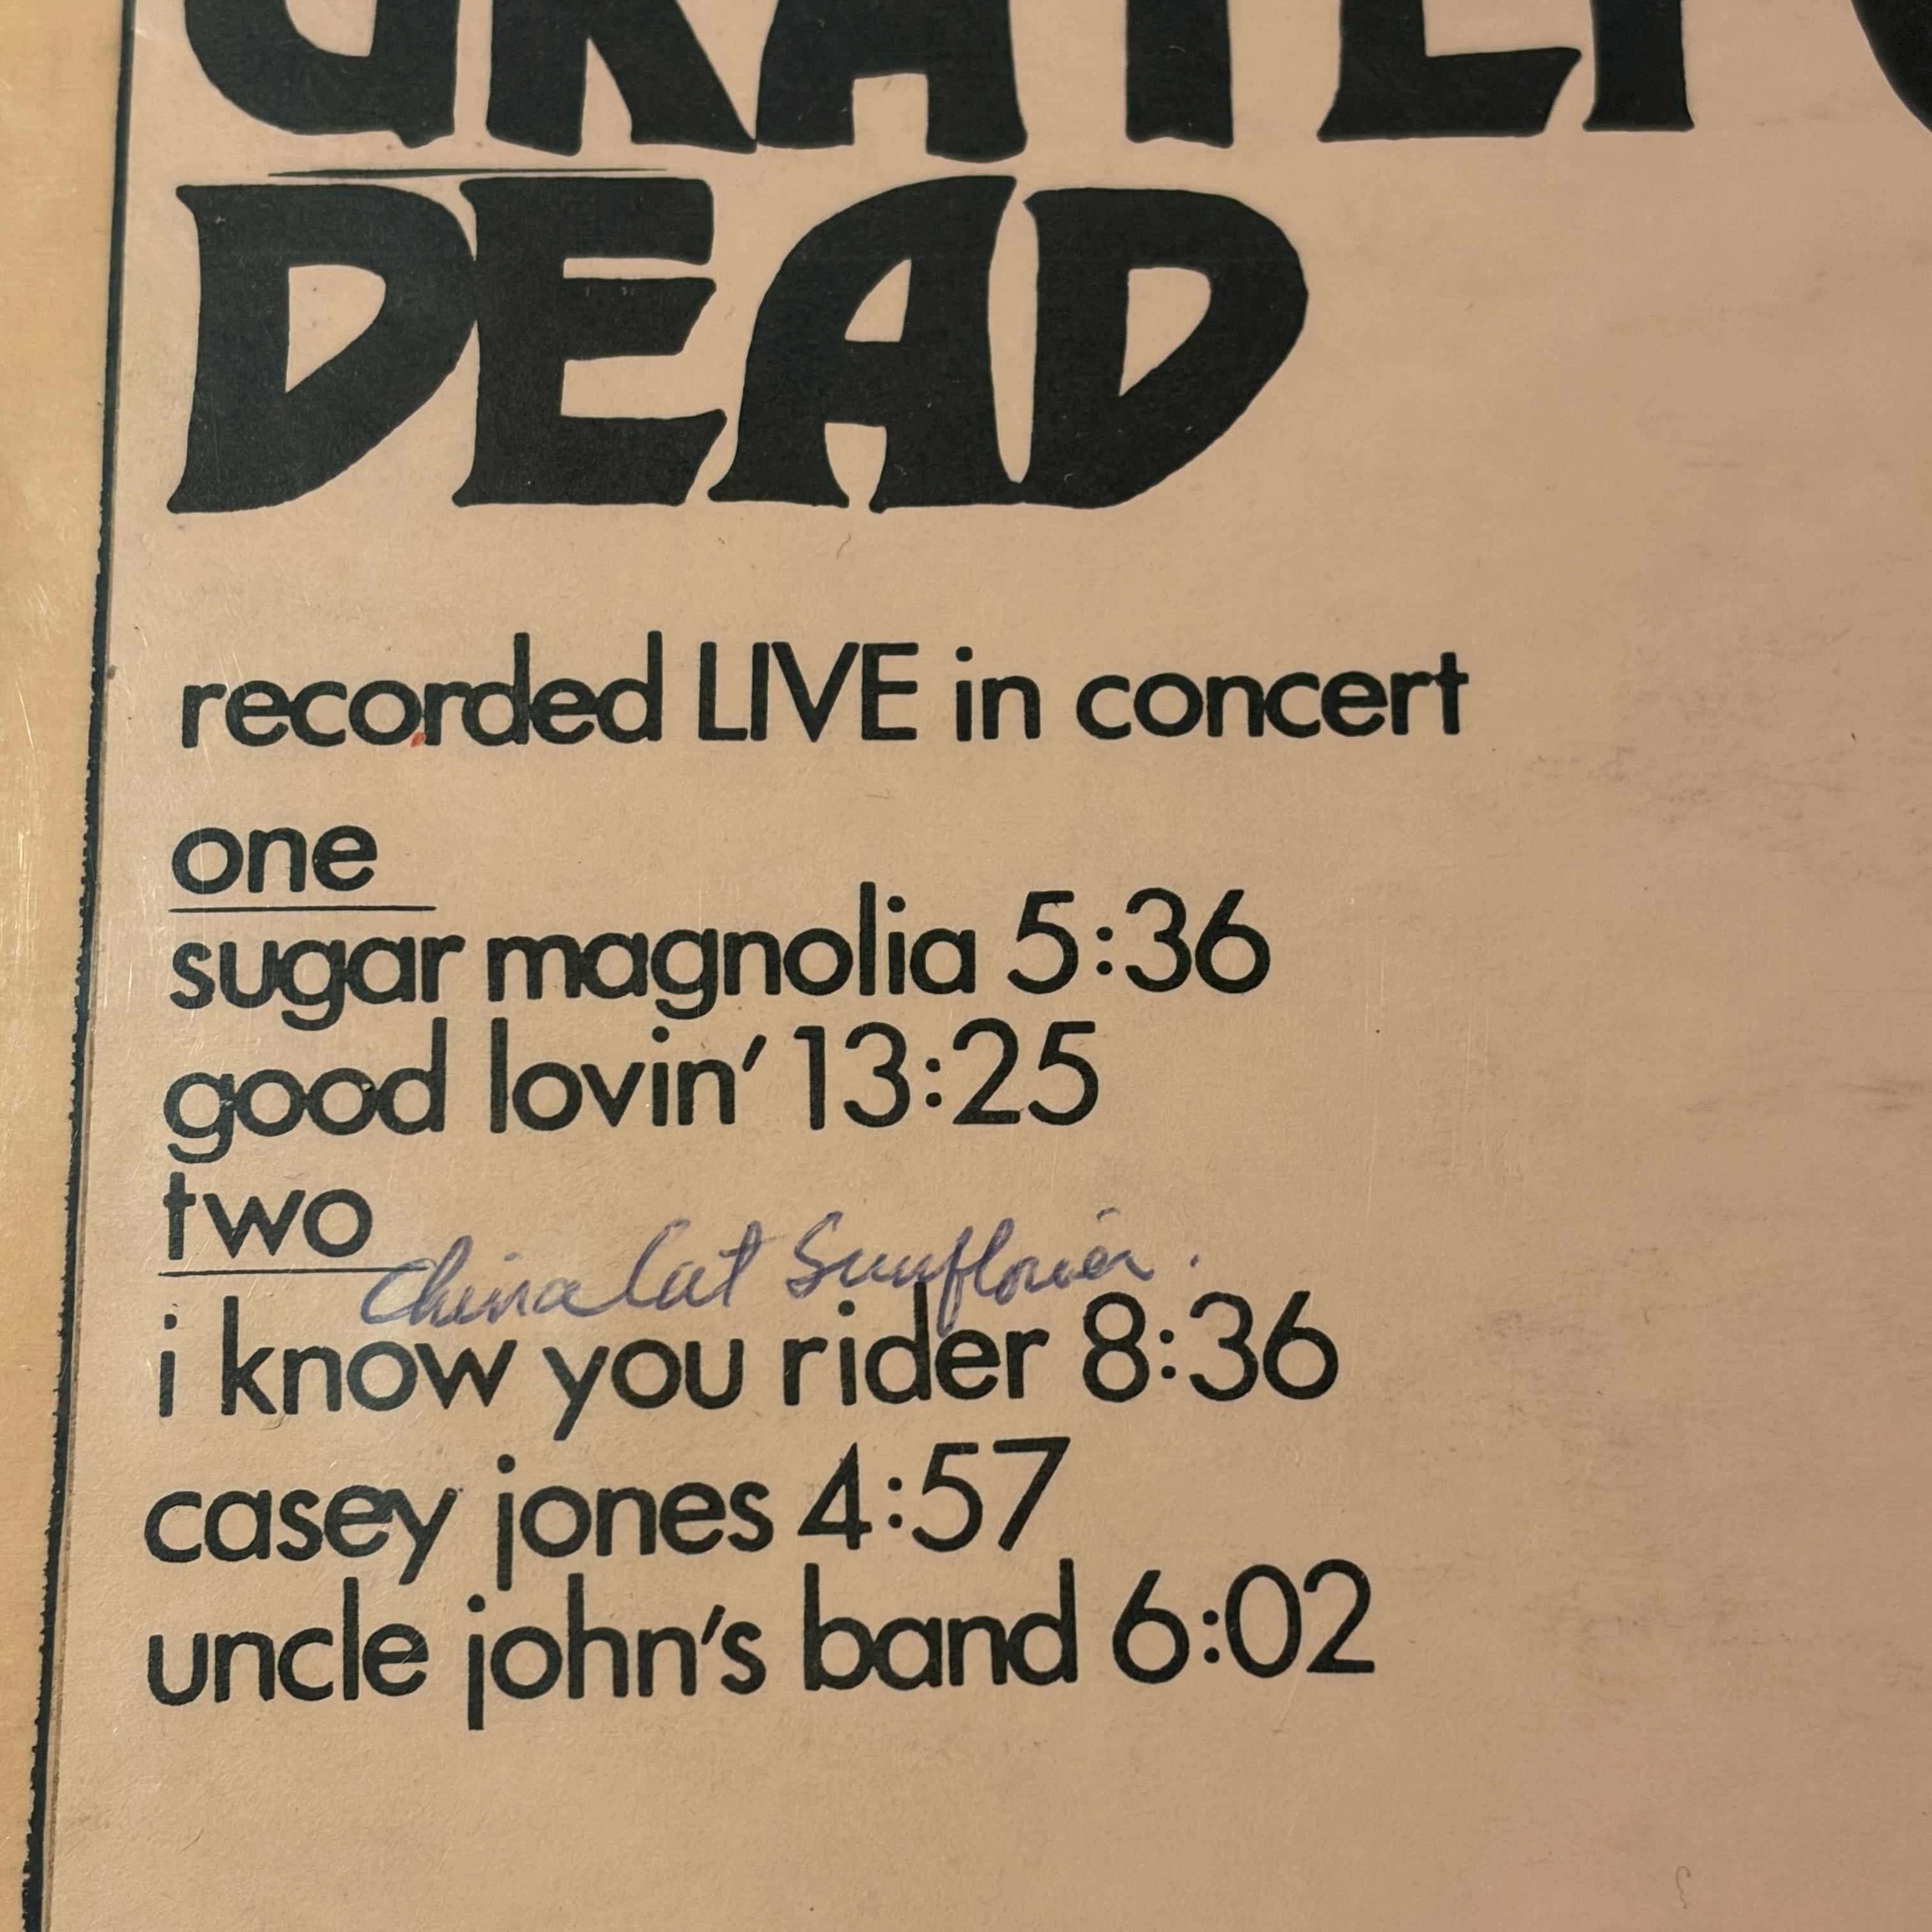 GRATEFU
DEAD
recorded LIVE in concert
one
sugar magnolia 5:36
good lovin' 13:25
two
China Cat Sunflower.
i know you rider 8:36
casey jones 4:57
uncle john's band 6:02